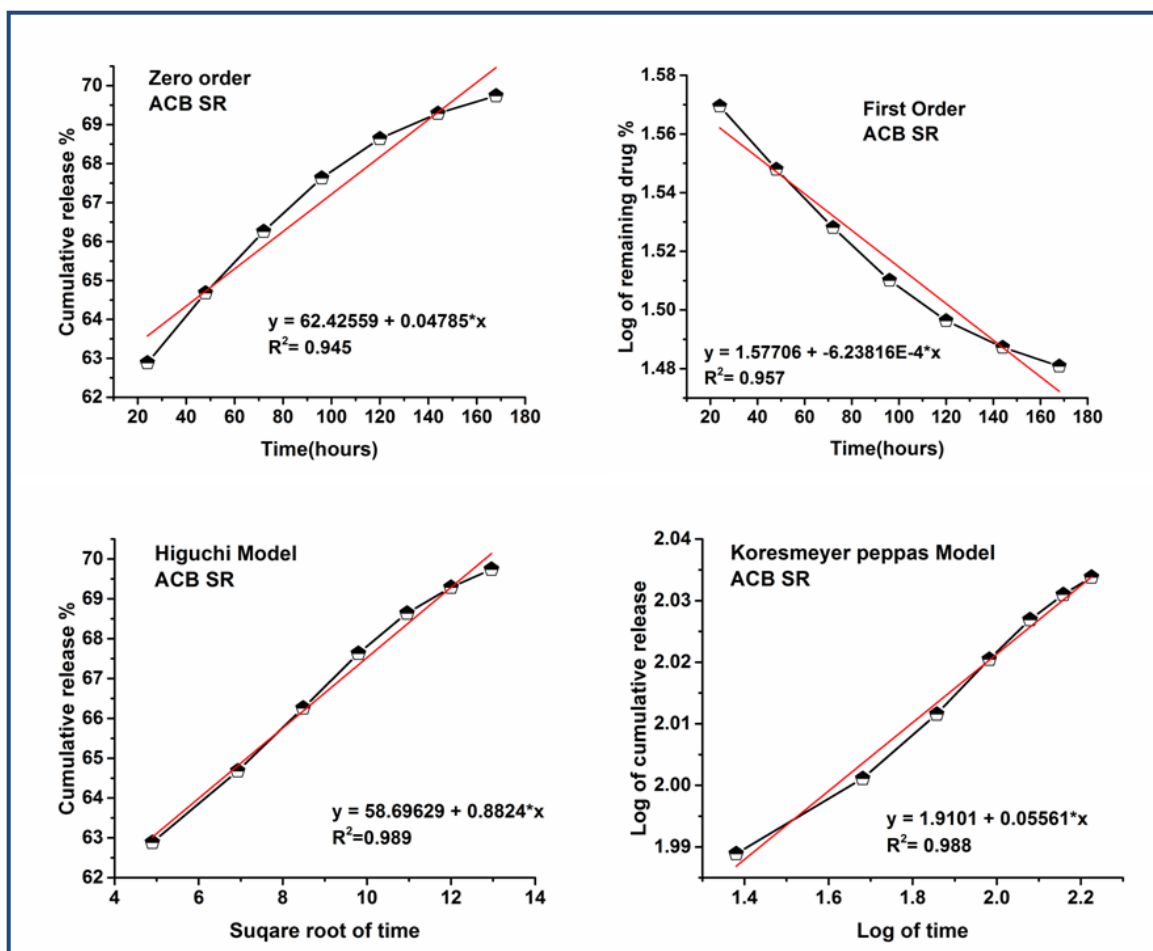 Zero order
ACB SR
70
69
68
67
66
65
64
63
62
Cumulative release %
y = 62.42559 + 0.04785*x
R²= 0.945
20 40 60 80 100 120 140 160 180
Time(hours)
First Order
ACB SR
1.58
1.56
1.54
1.52
1.50
1.48
Log of remaining drug %
y = 1.57706 + -6.23816E-4*x
R²= 0.957
20 40 60 80 100 120 140 160 180
Time(hours)
Higuchi Model
ACB SR
70
69
68
67
66
65
64
63
62
Cumulative release %
y = 58.69629 + 0.8824*x
R²=0.989
4 6 8 10 12 14
Suqare root of time
Koresmeyer peppas Model
ACB SR
2.04
2.03
2.02
2.01
2.00
1.99
Log of cumulative release
y = 1.9101 + 0.05561*x
R²= 0.988
1.4 1.6 1.8 2.0 2.2
Log of time